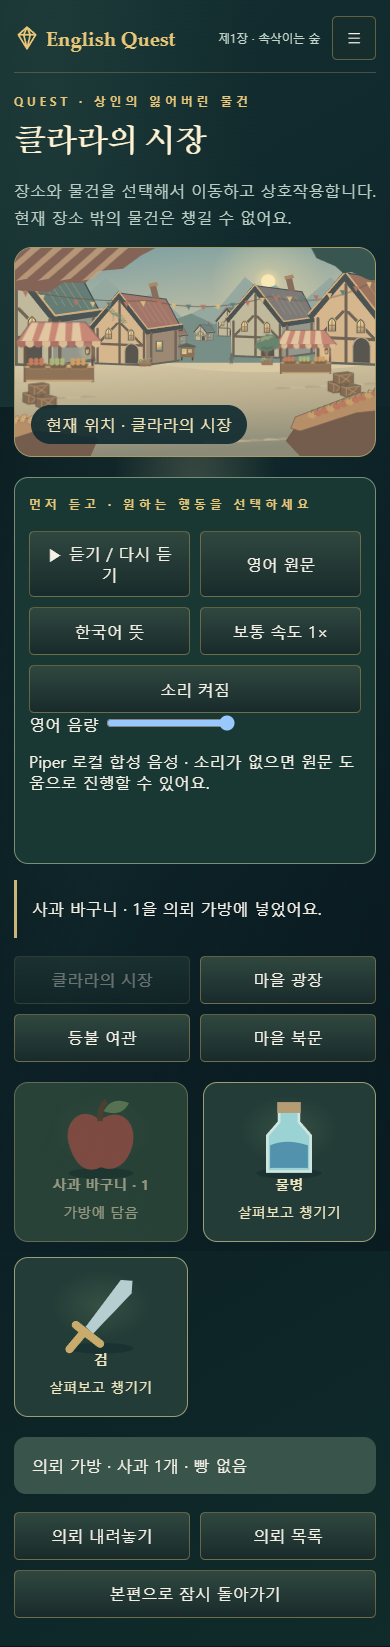 English Quest
제1장 · 속삭이는 숲
☰
QUEST · 상인의 잃어버린 물건
클라라의 시장
장소와 물건을 선택해서 이동하고 상호작용합니다.
현재 장소 밖의 물건은 챙길 수 없어요.
현재 위치 · 클라라의 시장
먼저 듣고 · 원하는 행동을 선택하세요
▶ 듣기 / 다시 듣
기
영어 원문
한국어 뜻
보통 속도 1×
소리 켜짐
영어 음량
Piper 로컬 합성 음성 · 소리가 없으면 원문 도
움으로 진행할 수 있어요.
사과 바구니 · 1을 의뢰 가방에 넣었어요.
클라라의 시장
마을 광장
등불 여관
마을 북문
사과 바구니 · 1
가방에 담음
물병
살펴보고 챙기기
검
살펴보고 챙기기
의뢰 가방 · 사과 1개 · 빵 없음
의뢰 내려놓기
의뢰 목록
본편으로 잠시 돌아가기